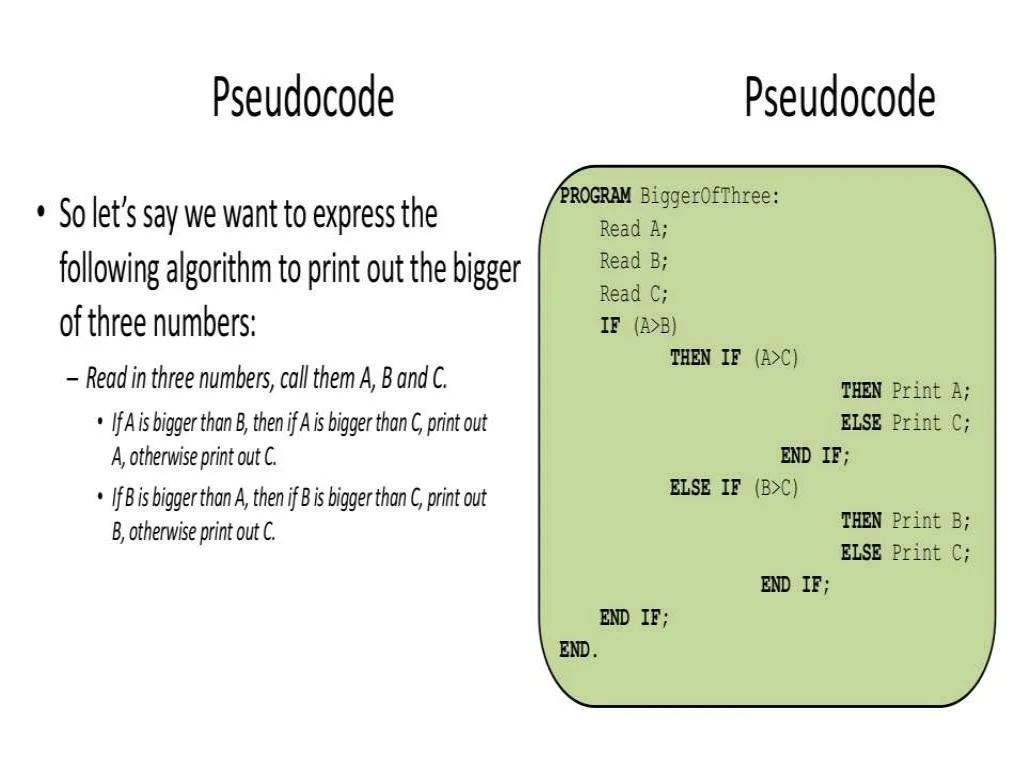 Pseudocode
• So let’s say we want to express the
following algorithm to print out the bigger
of three numbers:
– Read in three numbers, call them A, B and C.
• If A is bigger than B, then if A is bigger than C, print out
A, otherwise print out C.
• If B is bigger than A, then if B is bigger than C, print out
B, otherwise print out C.
Pseudocode
PROGRAM BiggerOfThree:
Read A;
Read B;
Read C;
IF (A>B)
THEN IF (A>C)
THEN Print A;
ELSE Print C;
END IF;
ELSE IF (B>C)
THEN Print B;
ELSE Print C;
END IF;
END IF;
END.